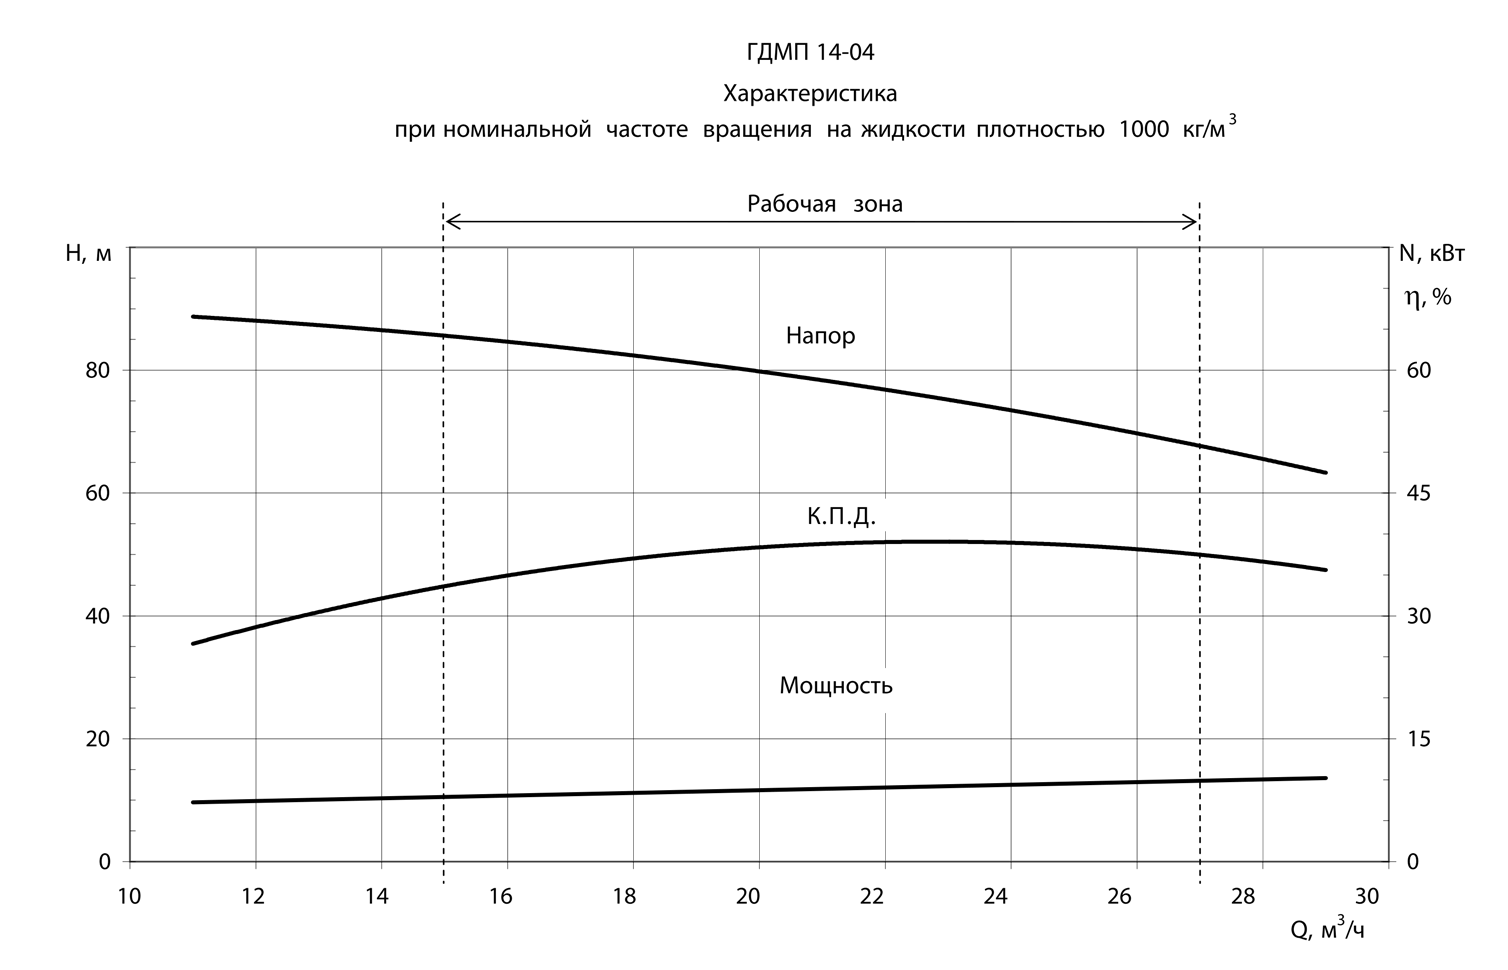 ГДМП 14-04
Характеристика
при номинальной частоте вращения на жидкости плотностью 1000 кг/м³
Рабочая зона
Н, м
N, кВт
η, %
Напор
80
60
60
45
К.П.Д.
40
30
Мощность
20
15
0
0
10 12 14 16 18 20 22 24 26 28 30
Q, м³/ч